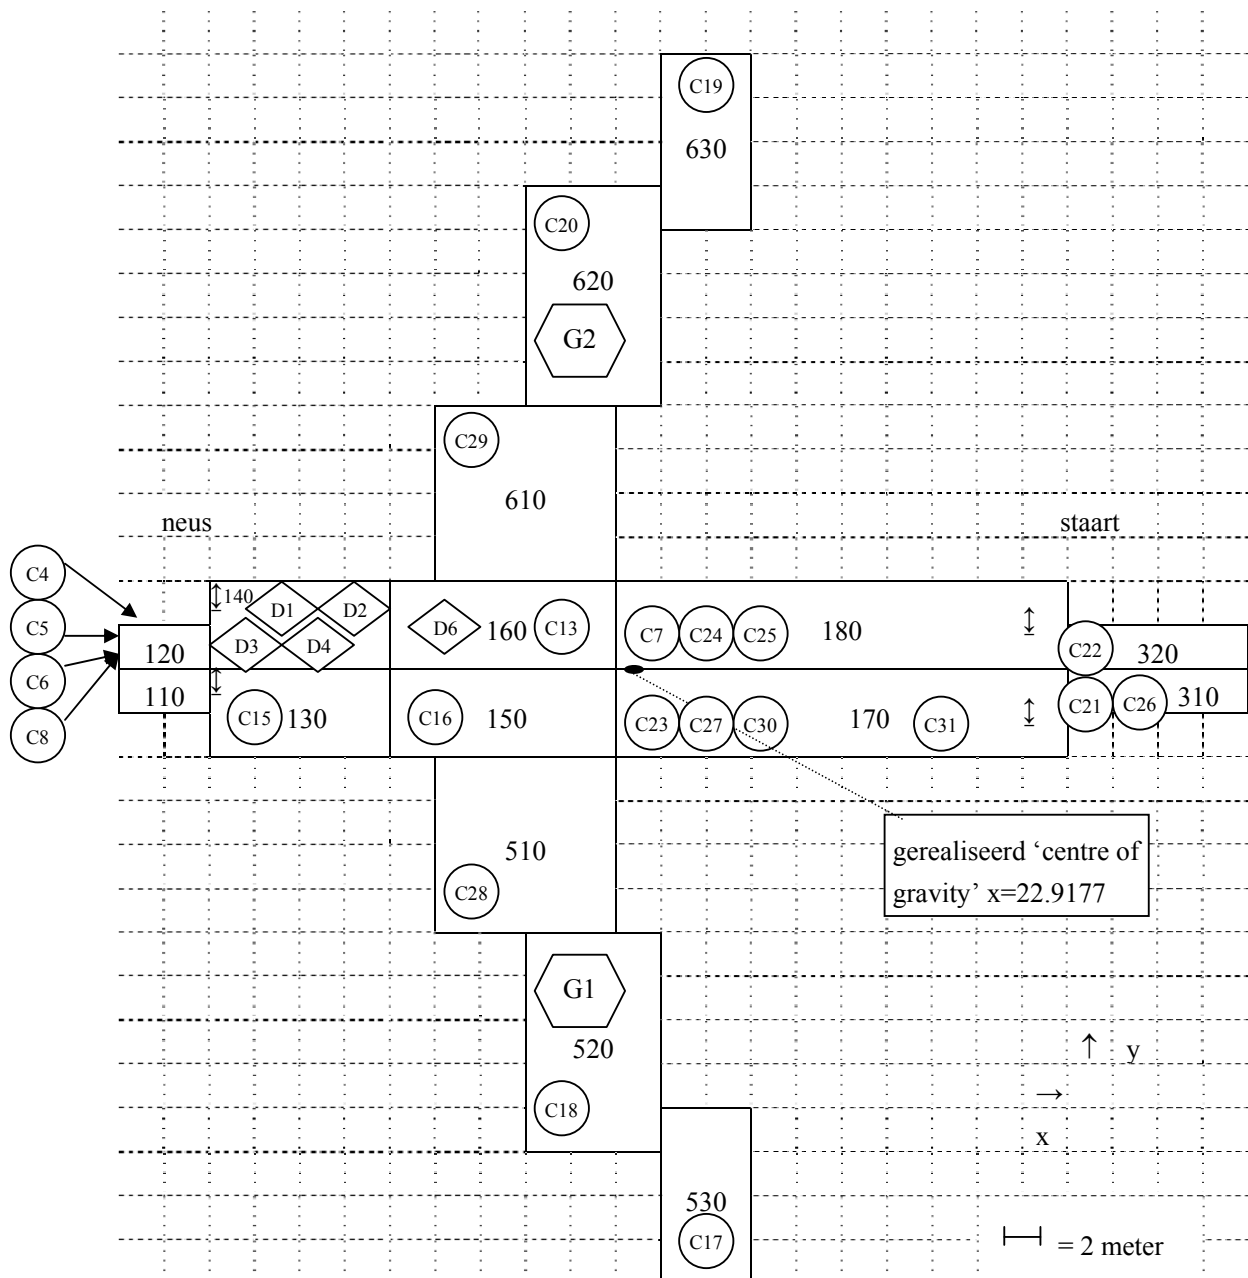 C19
630
C20
620
G2
C29
610
neus
staart
C4
C5
C6
C8
140
D1
D2
D3
D4
D6
160
C13
C7
C24
C25
180
120
110
C22
320
310
C15
130
C16
150
C23
C27
C30
170
C31
C21
C26
510
C28
gerealiseerd ‘centre of
gravity’ x=22.9177
G1
520
C18
↑ y
→
x
530
C17
= 2 meter